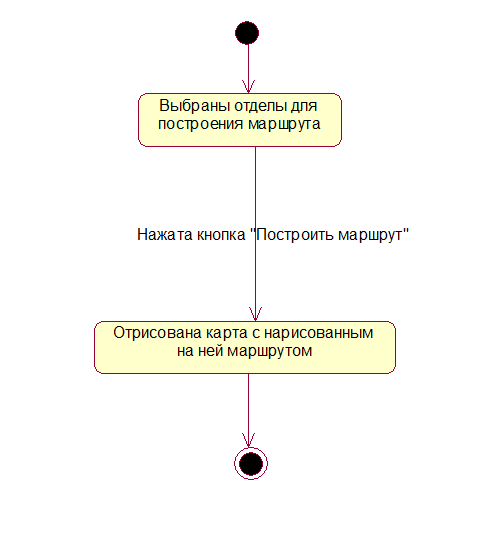 Выбраны отделы для
построения маршрута
Нажата кнопка "Построить маршрут"
Отрисована карта с нарисованным
на ней маршрутом